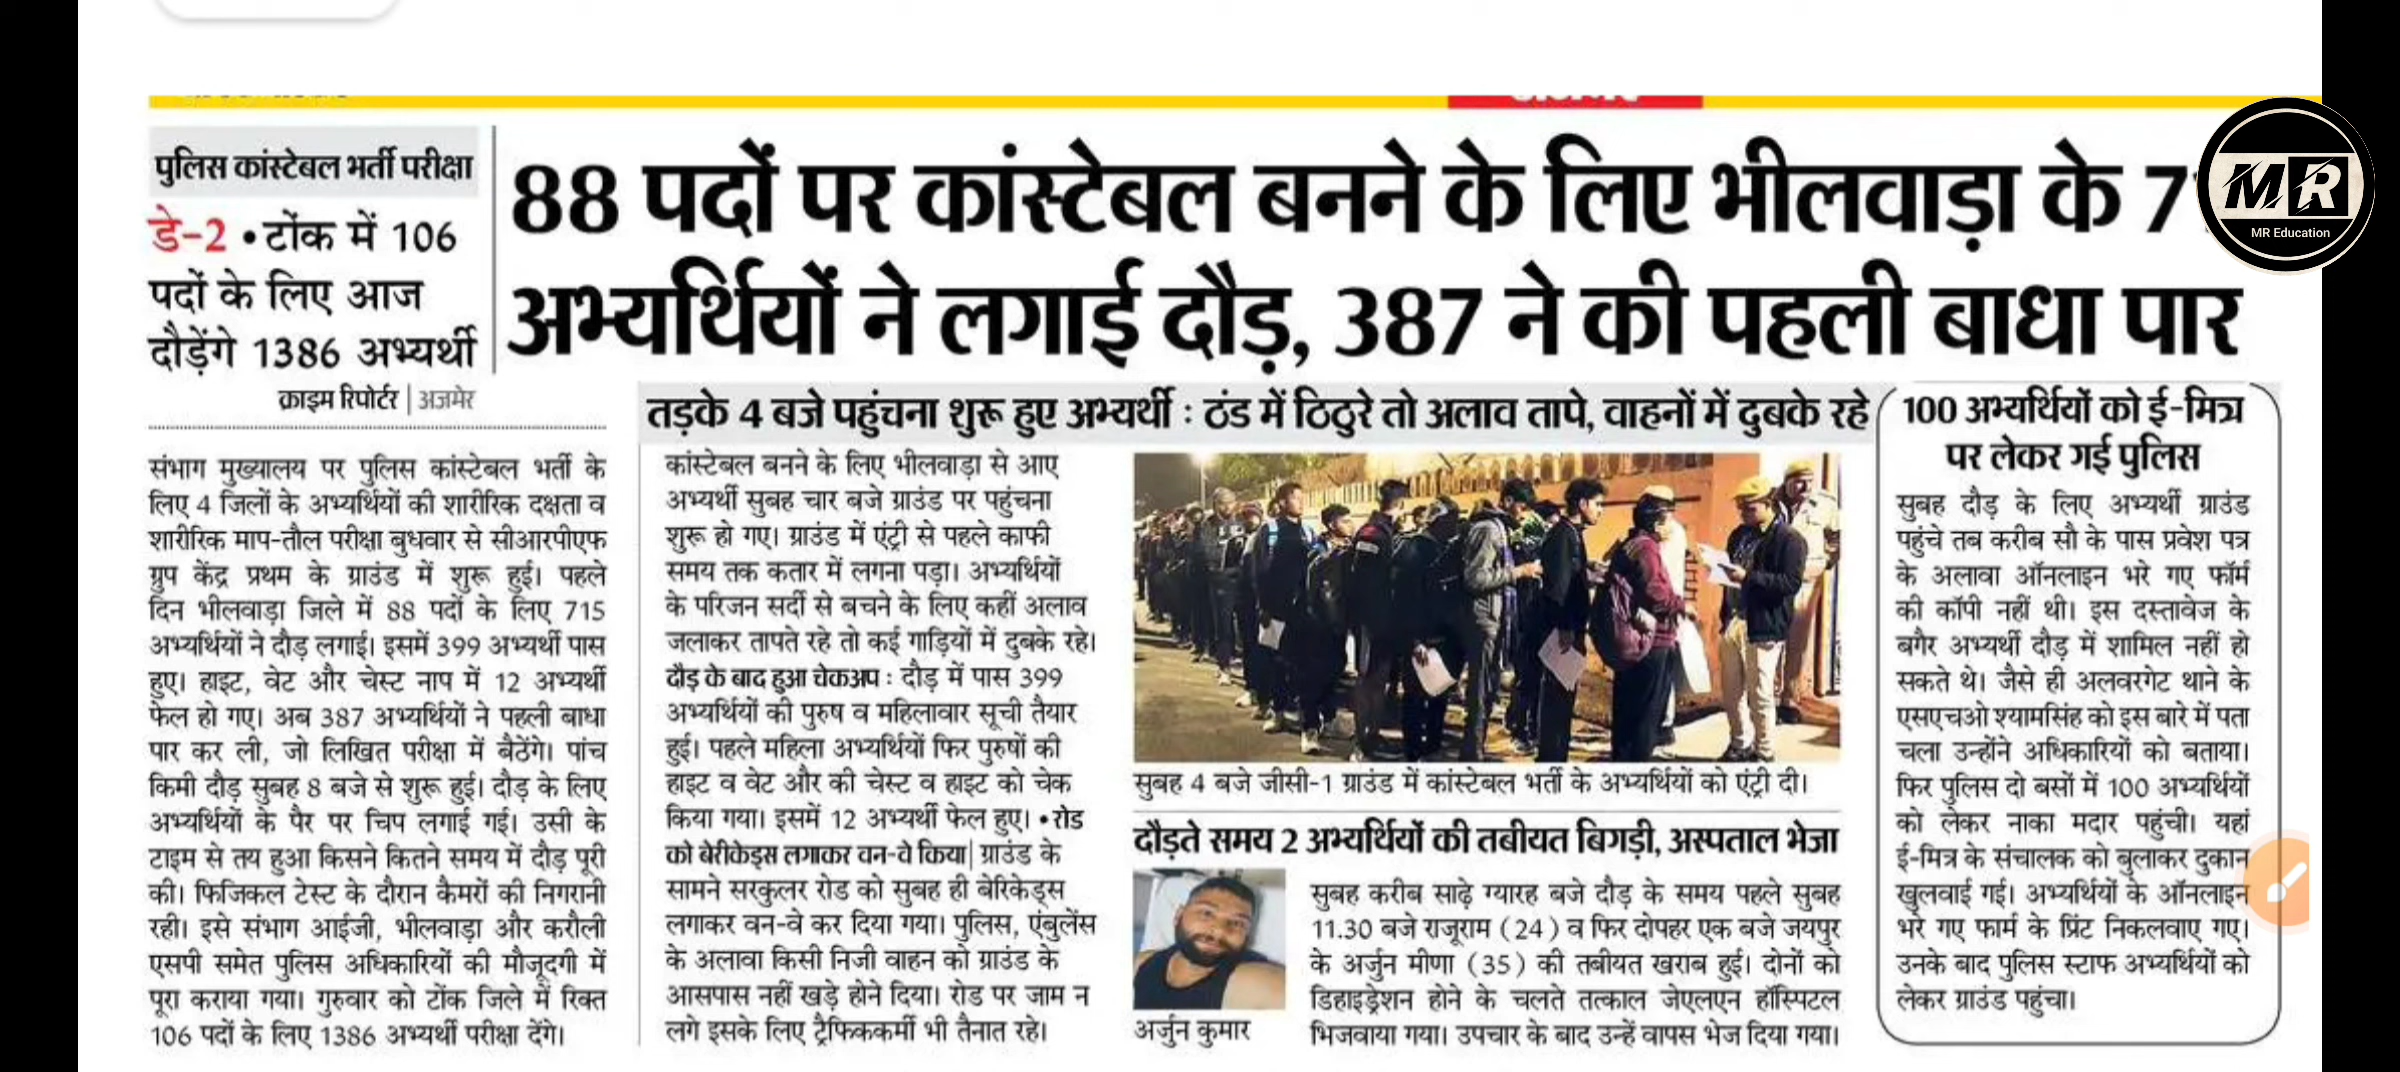 पुलिस कांस्टेबल भर्ती परीक्षा
डे-2 • टोंक में 106
पदों के लिए आज
दौड़ेंगे 1386 अभ्यर्थी
88 पदों पर कांस्टेबल बनने के लिए भीलवाड़ा के
अभ्यर्थियों ने लगाई दौड़, 387 ने की पहली बाधा पार
MR
MR Education
क्राइम रिपोर्टर | अजमेर
संभाग मुख्यालय पर पुलिस कांस्टेबल भर्ती के
लिए 4 जिलों के अभ्यर्थियों की शारीरिक दक्षता व
शारीरिक माप-तौल परीक्षा बुधवार से सीआरपीएफ
ग्रुप केंद्र प्रथम के ग्राउंड में शुरू हुई। पहले
दिन भीलवाड़ा जिले में 88 पदों के लिए 715
अभ्यर्थियों ने दौड़ लगाई। इसमें 399 अभ्यर्थी पास
हुए। हाइट, वेट और चेस्ट नाप में 12 अभ्यर्थी
फेल हो गए। अब 387 अभ्यर्थियों ने पहली बाधा
पार कर ली, जो लिखित परीक्षा में बैठेंगे। पांच
किमी दौड़ सुबह 8 बजे से शुरू हुई। दौड़ के लिए
अभ्यर्थियों के पैर पर चिप लगाई गई। उसी के
टाइम से तय हुआ किसने कितने समय में दौड़ पूरी
की। फिजिकल टेस्ट के दौरान कैमरों की निगरानी
रही। इसे संभाग आईजी, भीलवाड़ा और करौली
एसपी समेत पुलिस अधिकारियों की मौजूदगी में
पूरा कराया गया। गुरुवार को टोंक जिले में रिक्त
106 पदों के लिए 1386 अभ्यर्थी परीक्षा देंगे।
तड़के 4 बजे पहुंचना शुरू हुए अभ्यर्थी : ठंड में ठिठुरे तो अलाव तापे, वाहनों में दुबके रहे
कांस्टेबल बनने के लिए भीलवाड़ा से आए
अभ्यर्थी सुबह चार बजे ग्राउंड पर पहुंचना
शुरू हो गए। ग्राउंड में एंट्री से पहले काफी
समय तक कतार में लगना पड़ा। अभ्यर्थियों
के परिजन सर्दी से बचने के लिए कहीं अलाव
जलाकर तापते रहे तो कई गाड़ियों में दुबके रहे।
दौड़ के बाद हुआ चेकअप : दौड़ में पास 399
अभ्यर्थियों की पुरुष व महिलावार सूची तैयार
हुई। पहले महिला अभ्यर्थियों फिर पुरुषों की
हाइट व वेट और की चेस्ट व हाइट को चेक
किया गया। इसमें 12 अभ्यर्थी फेल हुए। • रोड
को बेरीकेड्स लगाकर वन-वे किया| ग्राउंड के
सामने सरकुलर रोड को सुबह ही बेरिकेड्स
लगाकर वन-वे कर दिया गया। पुलिस, एंबुलेंस
के अलावा किसी निजी वाहन को ग्राउंड के
आसपास नहीं खड़े होने दिया। रोड पर जाम न
लगे इसके लिए ट्रैफिककर्मी भी तैनात रहे।
सुबह 4 बजे जीसी-1 ग्राउंड में कांस्टेबल भर्ती के अभ्यर्थियों को एंट्री दी।
दौड़ते समय 2 अभ्यर्थियों की तबीयत बिगड़ी, अस्पताल भेजा
अर्जुन कुमार
सुबह करीब साढ़े ग्यारह बजे दौड़ के समय पहले सुबह
11.30 बजे राजूराम (24) व फिर दोपहर एक बजे जयपुर
के अर्जुन मीणा (35) की तबीयत खराब हुई। दोनों को
डिहाइड्रेशन होने के चलते तत्काल जेएलएन हॉस्पिटल
भिजवाया गया। उपचार के बाद उन्हें वापस भेज दिया गया।
100 अभ्यर्थियों को ई-मित्र
पर लेकर गई पुलिस
सुबह दौड़ के लिए अभ्यर्थी ग्राउंड
पहुंचे तब करीब सौ के पास प्रवेश पत्र
के अलावा ऑनलाइन भरे गए फॉर्म
की कॉपी नहीं थी। इस दस्तावेज के
बगैर अभ्यर्थी दौड़ में शामिल नहीं हो
सकते थे। जैसे ही अलवरगेट थाने के
एसएचओ श्यामसिंह को इस बारे में पता
चला उन्होंने अधिकारियों को बताया।
फिर पुलिस दो बसों में 100 अभ्यर्थियों
को लेकर नाका मदार पहुंची। यहां
ई-मित्र के संचालक को बुलाकर दुकान
खुलवाई गई। अभ्यर्थियों के ऑनलाइन
भरे गए फार्म के प्रिंट निकलवाए गए।
उनके बाद पुलिस स्टाफ अभ्यर्थियों को
लेकर ग्राउंड पहुंचा।